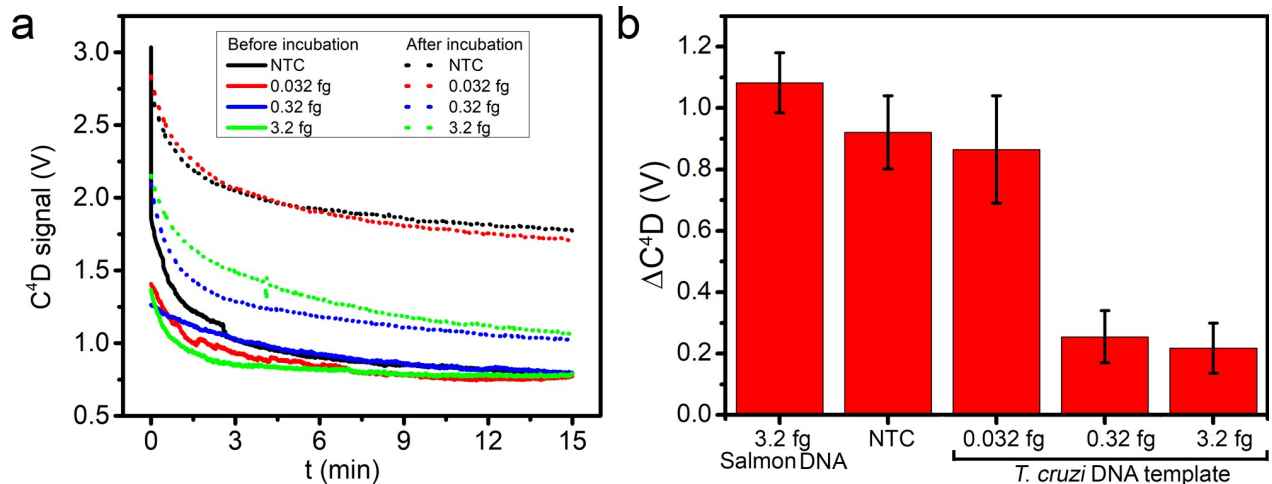 a
C⁴D signal (V)
3.0
2.5
2.0
1.5
1.0
0.5
Before incubation After incubation
NTC NTC
0.032 fg 0.032 fg
0.32 fg 0.32 fg
3.2 fg 3.2 fg
0 3 6 9 12 15
t (min)
b
ΔC⁴D (V)
1.2
1.0
0.8
0.6
0.4
0.2
0.0
3.2 fg NTC 0.032 fg 0.32 fg 3.2 fg
Salmon DNA T. cruzi DNA template